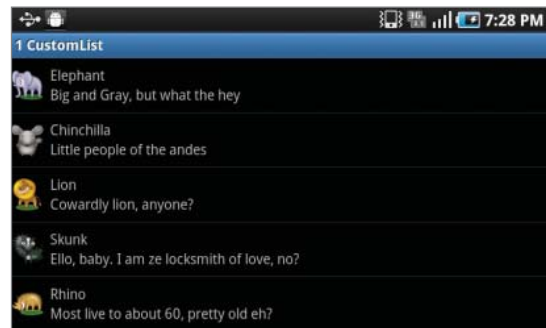 3G
7:28 PM
1 CustomList
Elephant
Big and Gray, but what the hey
Chinchilla
Little people of the andes
Lion
Cowardly lion, anyone?
Skunk
Ello, baby. I am ze locksmith of love, no?
Rhino
Most live to about 60, pretty old eh?